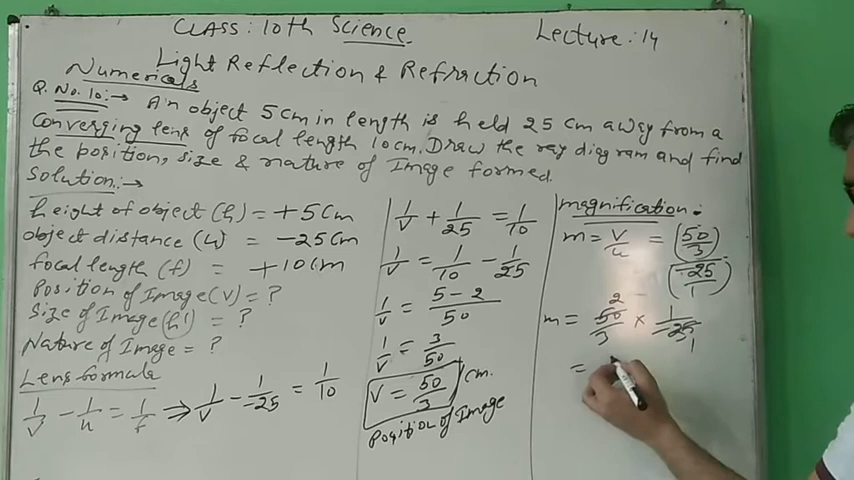 CLASS: 10th Science
Lecture: 14
Light Reflection & Refraction
Numericals
Q. No. 10:→ An object 5cm in length is held 25 cm away from a
Converging lens of focal length 10cm. Draw the ray diagram and find
the position, size & nature of Image formed.
Solution:→
height of object (h) = +5cm
object distance (u) = -25cm
focal length (f) = +10cm
Position of Image (v) = ?
Size of Image (h') = ?
Nature of Image = ?
Lens formula
1/v - 1/u = 1/f ⇒ 1/v - 1/-25 = 1/10
1/v + 1/25 = 1/10
1/v = 1/10 - 1/25
1/v = 5-2/50
1/v = 3/50
v = 50/3 cm.
Position of Image
magnification:
m = v/u = (50/3)/(-25/1)
m = 50/3 × 1/-25
2
1
=